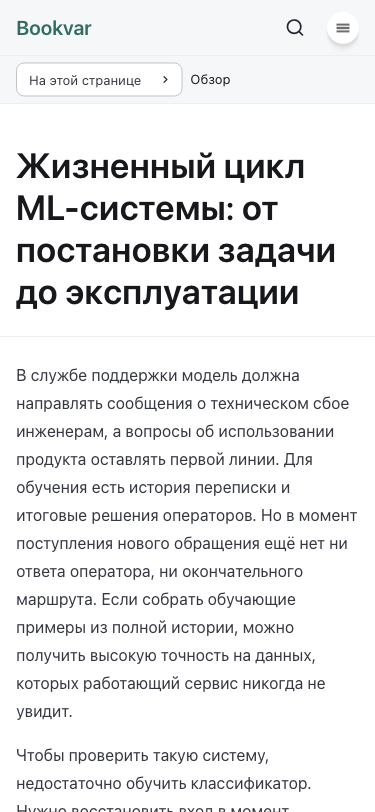 Bookvar
На этой странице
Обзор
Жизненный цикл
ML-системы: от
постановки задачи
до эксплуатации
В службе поддержки модель должна
направлять сообщения о техническом сбое
инженерам, а вопросы об использовании
продукта оставлять первой линии. Для
обучения есть история переписки и
итоговые решения операторов. Но в момент
поступления нового обращения ещё нет ни
ответа оператора, ни окончательного
маршрута. Если собрать обучающие
примеры из полной истории, можно
получить высокую точность на данных,
которых работающий сервис никогда не
увидит.
Чтобы проверить такую систему,
недостаточно обучить классификатор.
Нужно восстановить вход в момент